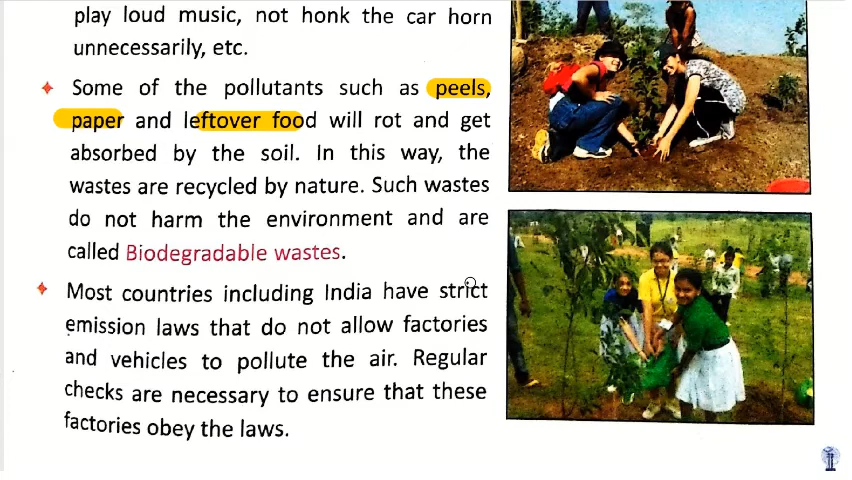 play loud music, not honk the car horn
unnecessarily, etc.
Some of the pollutants such as peels,
paper and leftover food will rot and get
absorbed by the soil. In this way, the
wastes are recycled by nature. Such wastes
do not harm the environment and are
called Biodegradable wastes.
Most countries including India have strict
emission laws that do not allow factories
and vehicles to pollute the air. Regular
checks are necessary to ensure that these
factories obey the laws.